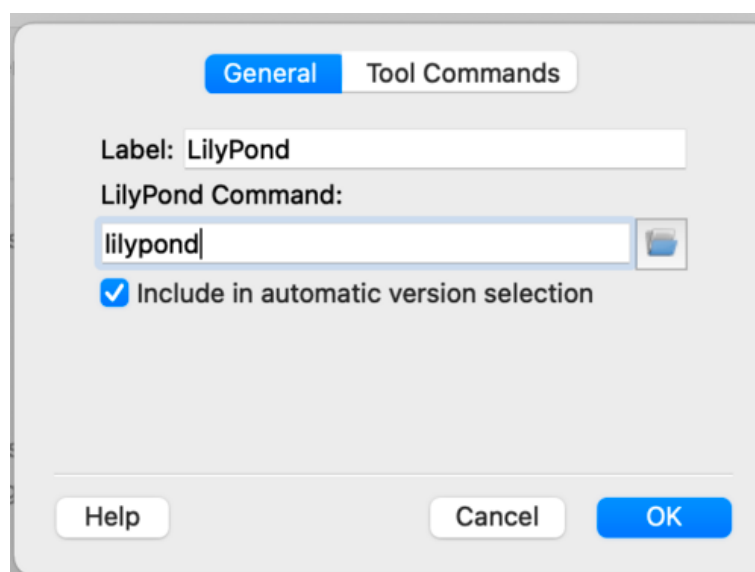 General Tool Commands
Label: LilyPond
LilyPond Command:
lilypond
Include in automatic version selection
Help Cancel OK